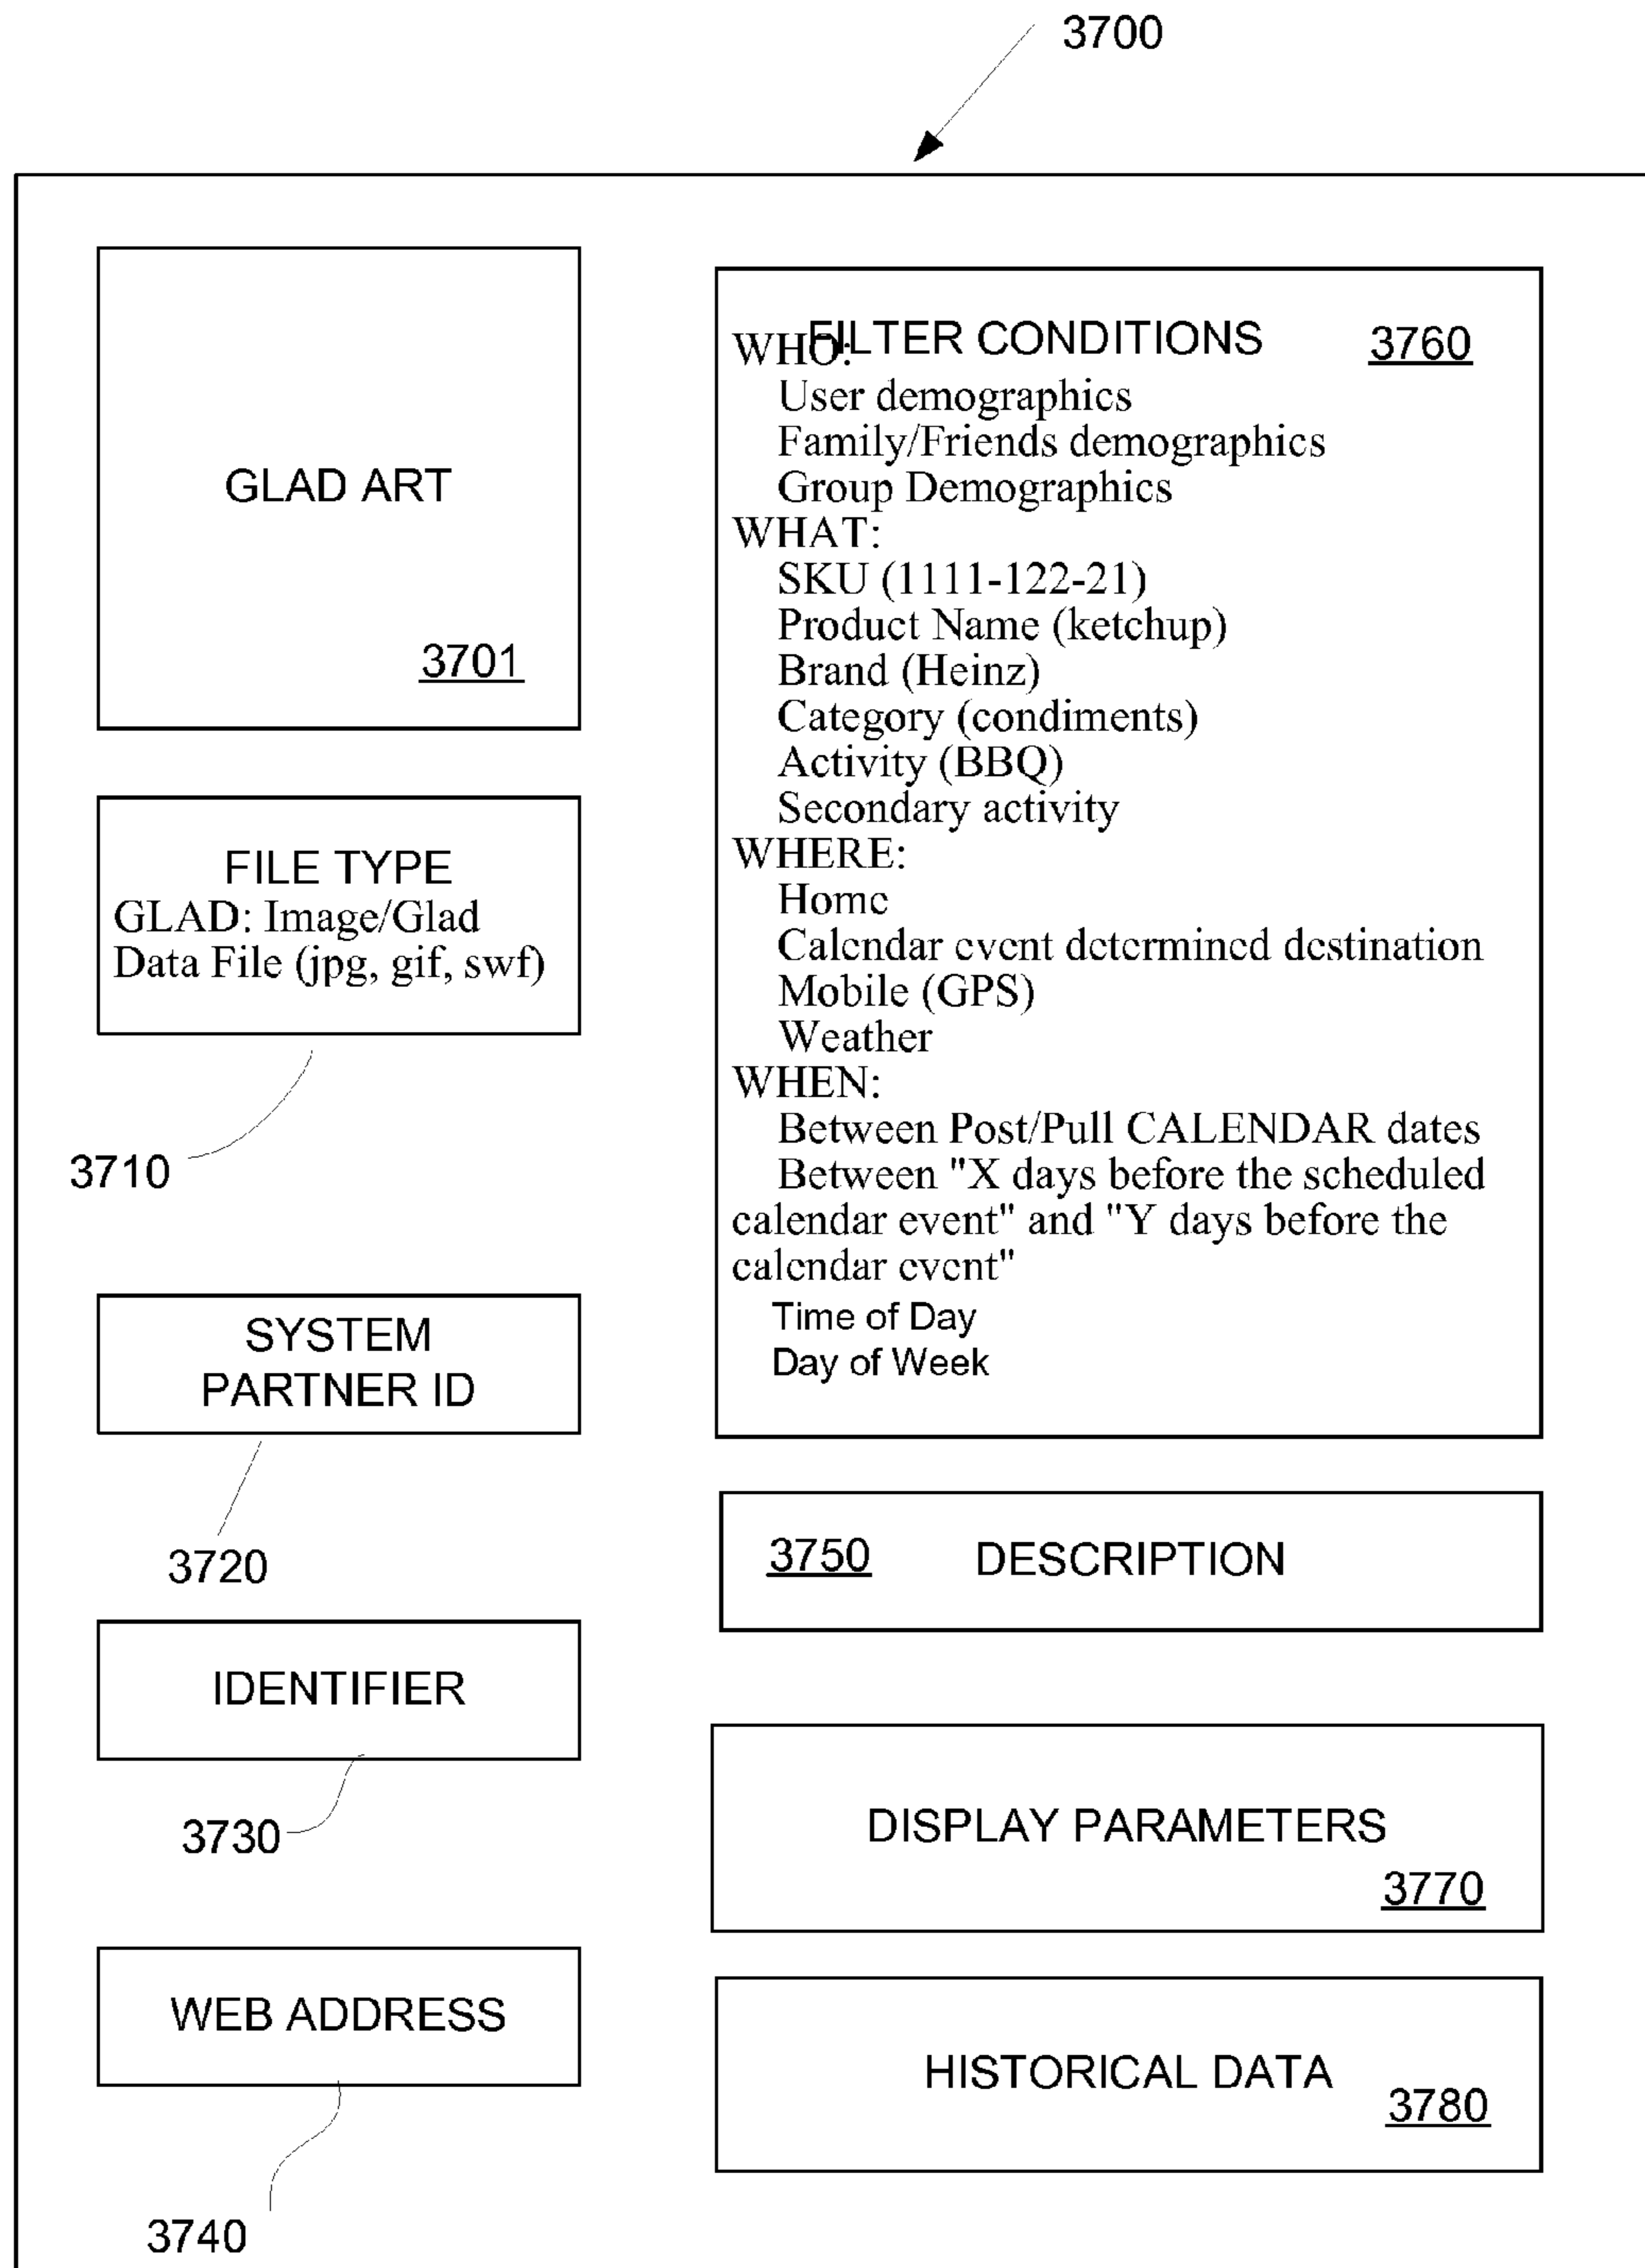 3700
GLAD ART
3701
FILE TYPE
GLAD: Image/Glad
Data File (jpg, gif, swf)
3710
SYSTEM
PARTNER ID
3720
IDENTIFIER
3730
WEB ADDRESS
3740
FILTER CONDITIONS 3760
WHO:
User demographics
Family/Friends demographics
Group Demographics
WHAT:
SKU (1111-122-21)
Product Name (ketchup)
Brand (Heinz)
Category (condiments)
Activity (BBQ)
Secondary activity
WHERE:
Home
Calendar event determined destination
Mobile (GPS)
Weather
WHEN:
Between Post/Pull CALENDAR dates
Between "X days before the scheduled
calendar event" and "Y days before the
calendar event"
Time of Day
Day of Week
3750 DESCRIPTION
DISPLAY PARAMETERS
3770
HISTORICAL DATA
3780